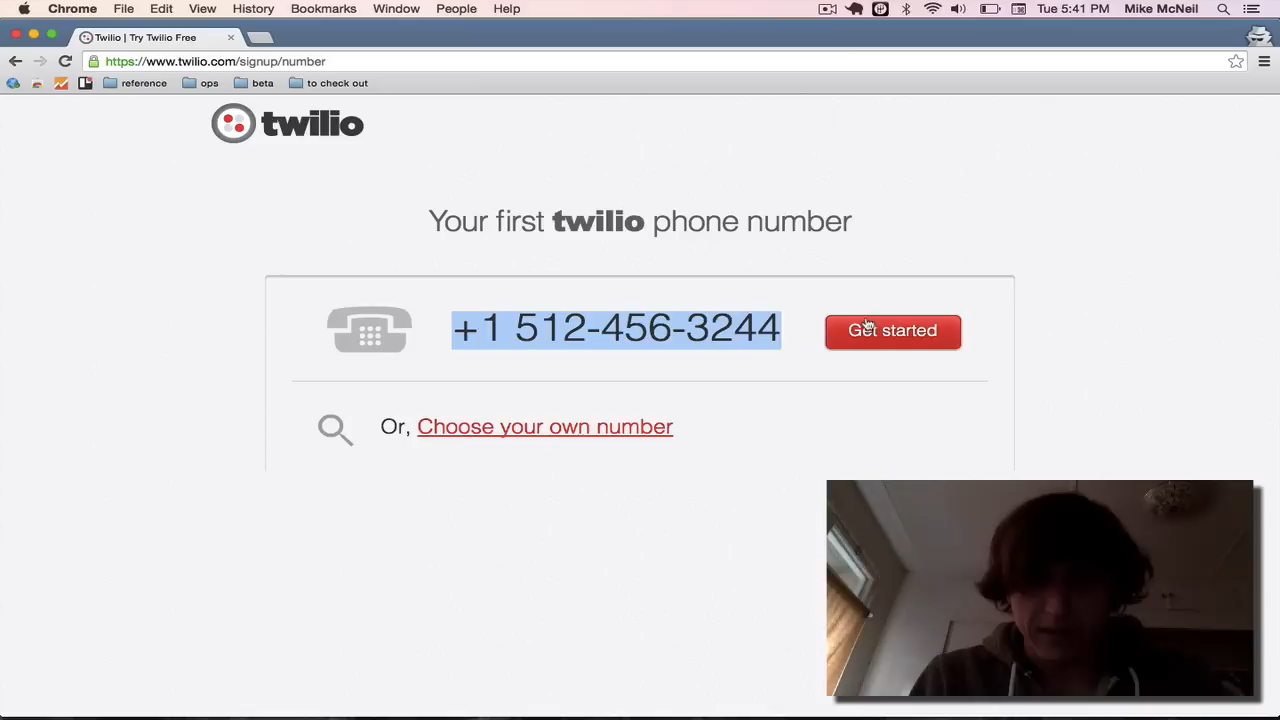 Chrome File Edit View History Bookmarks Window People Help Tue 5:41 PM Mike McNeil
Twilio | Try Twilio Free
https://www.twilio.com/signup/number
reference ops beta to check out
twilio
Your first twilio phone number
+1 512-456-3244 Get started
Or, Choose your own number